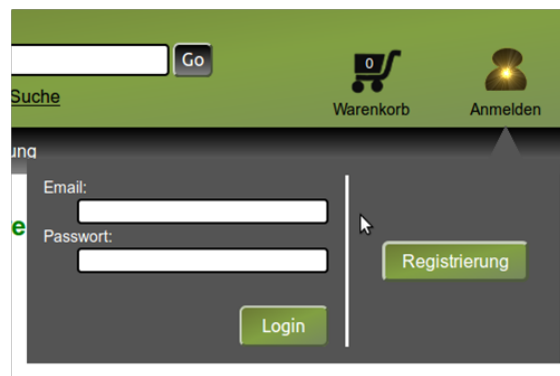 Go
0
Suche
Warenkorb
Anmelden
ung
Email:
Passwort:
Registrierung
Login